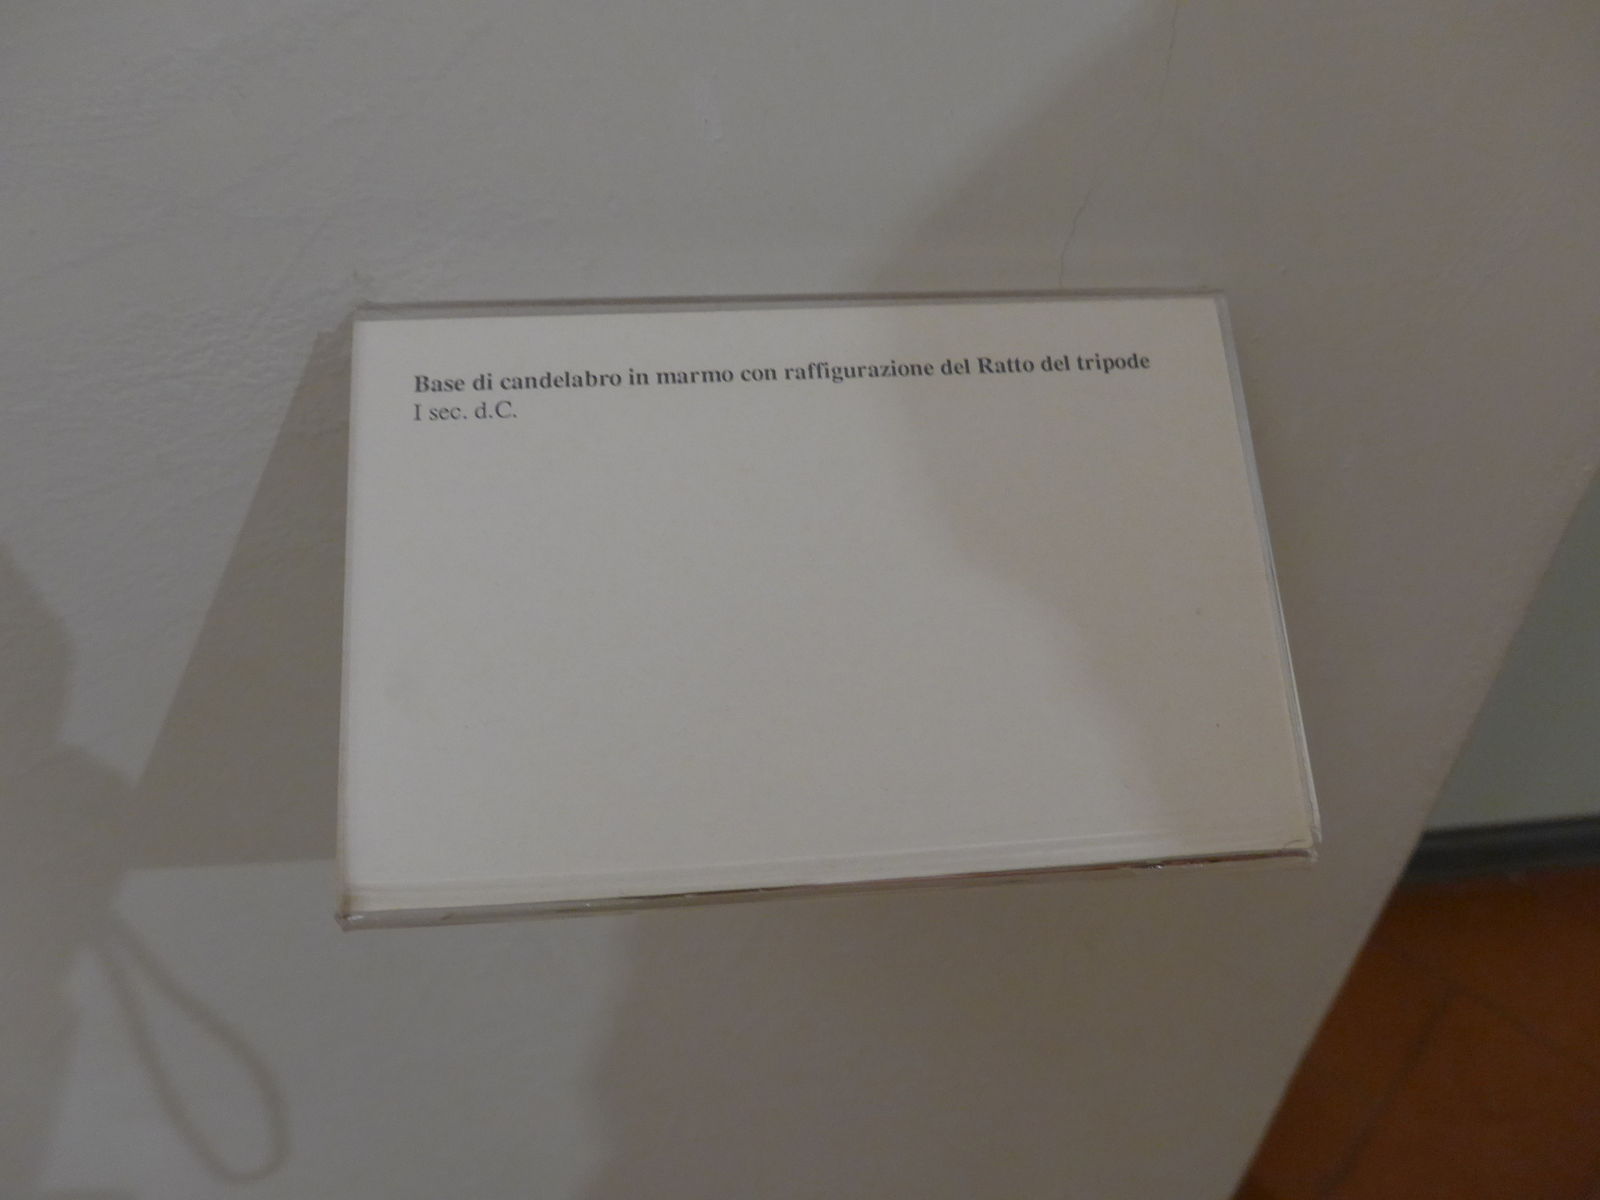 Base di candelabro in marmo con raffigurazione del Ratto del tripode
I sec. d.C.